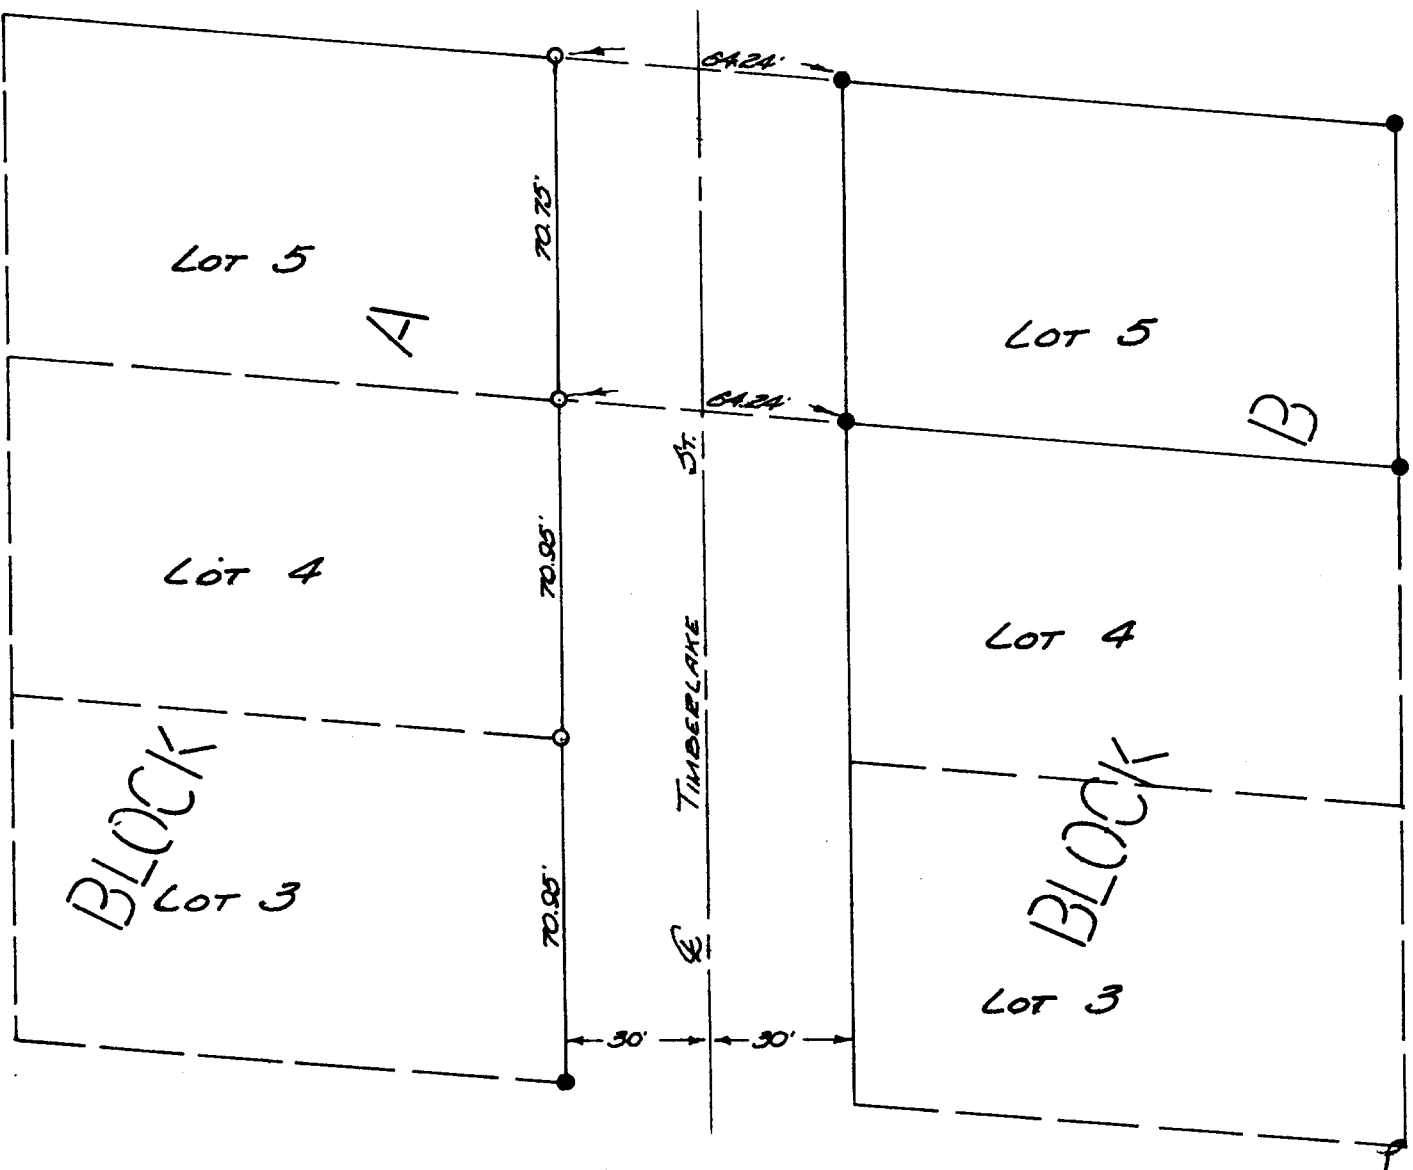 64.24'
70.75'
LOT 5
A
LOT 5
64.24'
B
ST.
70.95'
LOT 4
LOT 4
TIMBERLAKE
BLOCK
BLOCK
LOT 3
70.95'
℄
LOT 3
30'
30'